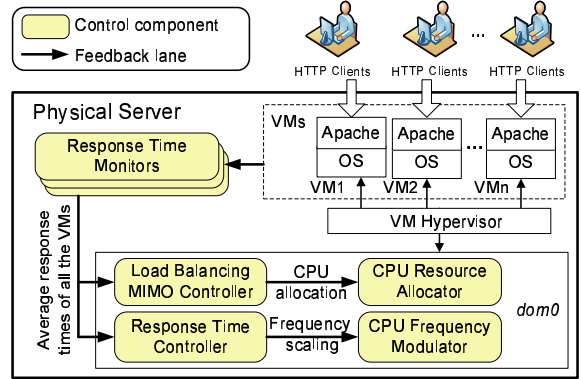 Control component
Feedback lane
...
HTTP Clients
HTTP Clients
HTTP Clients
Physical Server
VMs
Apache
OS
VM1
Apache
OS
VM2
...
Apache
OS
VMn
Response Time
Monitors
VM Hypervisor
Average response
times of all the VMs
Load Balancing
MIMO Controller
CPU
allocation
CPU Resource
Allocator
dom0
Response Time
Controller
Frequency
scaling
CPU Frequency
Modulator